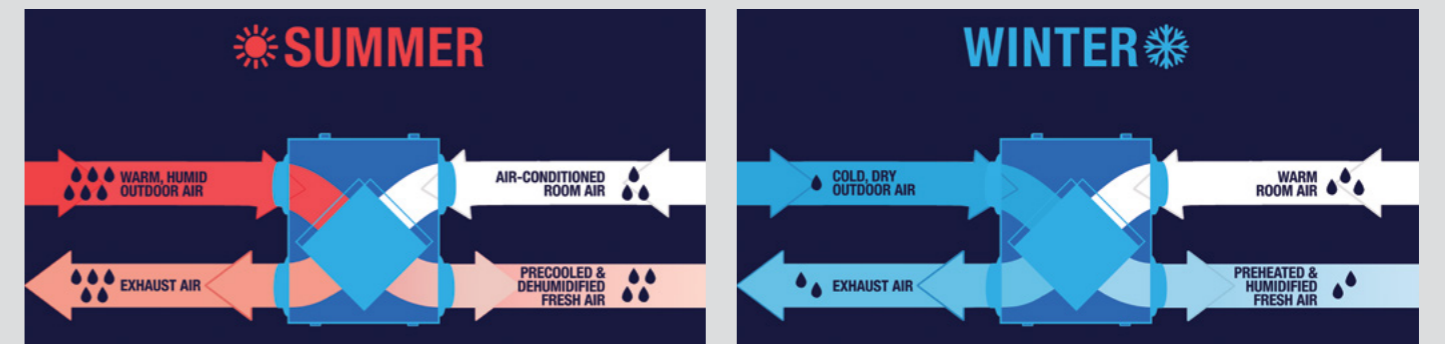 SUMMER
WARM, HUMID
OUTDOOR AIR
AIR-CONDITIONED
ROOM AIR
EXHAUST AIR
PRECOOLED &
DEHUMIDIFIED
FRESH AIR
WINTER
COLD, DRY
OUTDOOR AIR
WARM
ROOM AIR
EXHAUST AIR
PREHEATED &
HUMIDIFIED
FRESH AIR